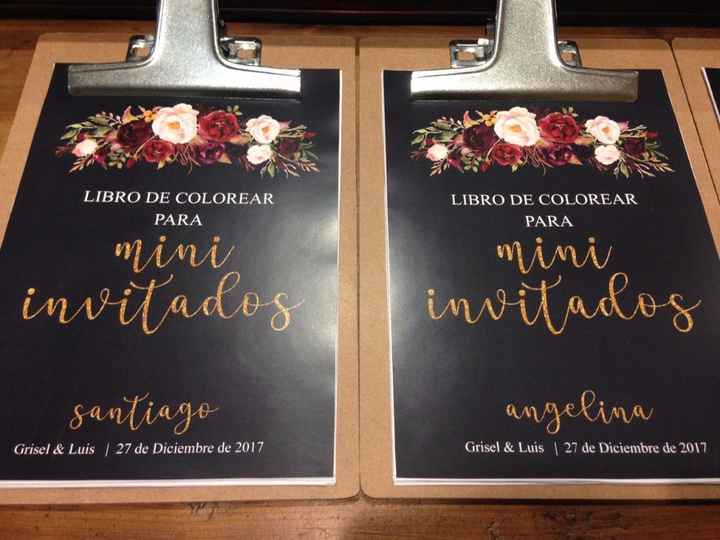 LIBRO DE COLOREAR
PARA
mini
invitados
santiago
Grisel & Luis | 27 de Diciembre de 2017
LIBRO DE COLOREAR
PARA
mini
invitados
angelina
Grisel & Luis | 27 de Diciembre de 2017